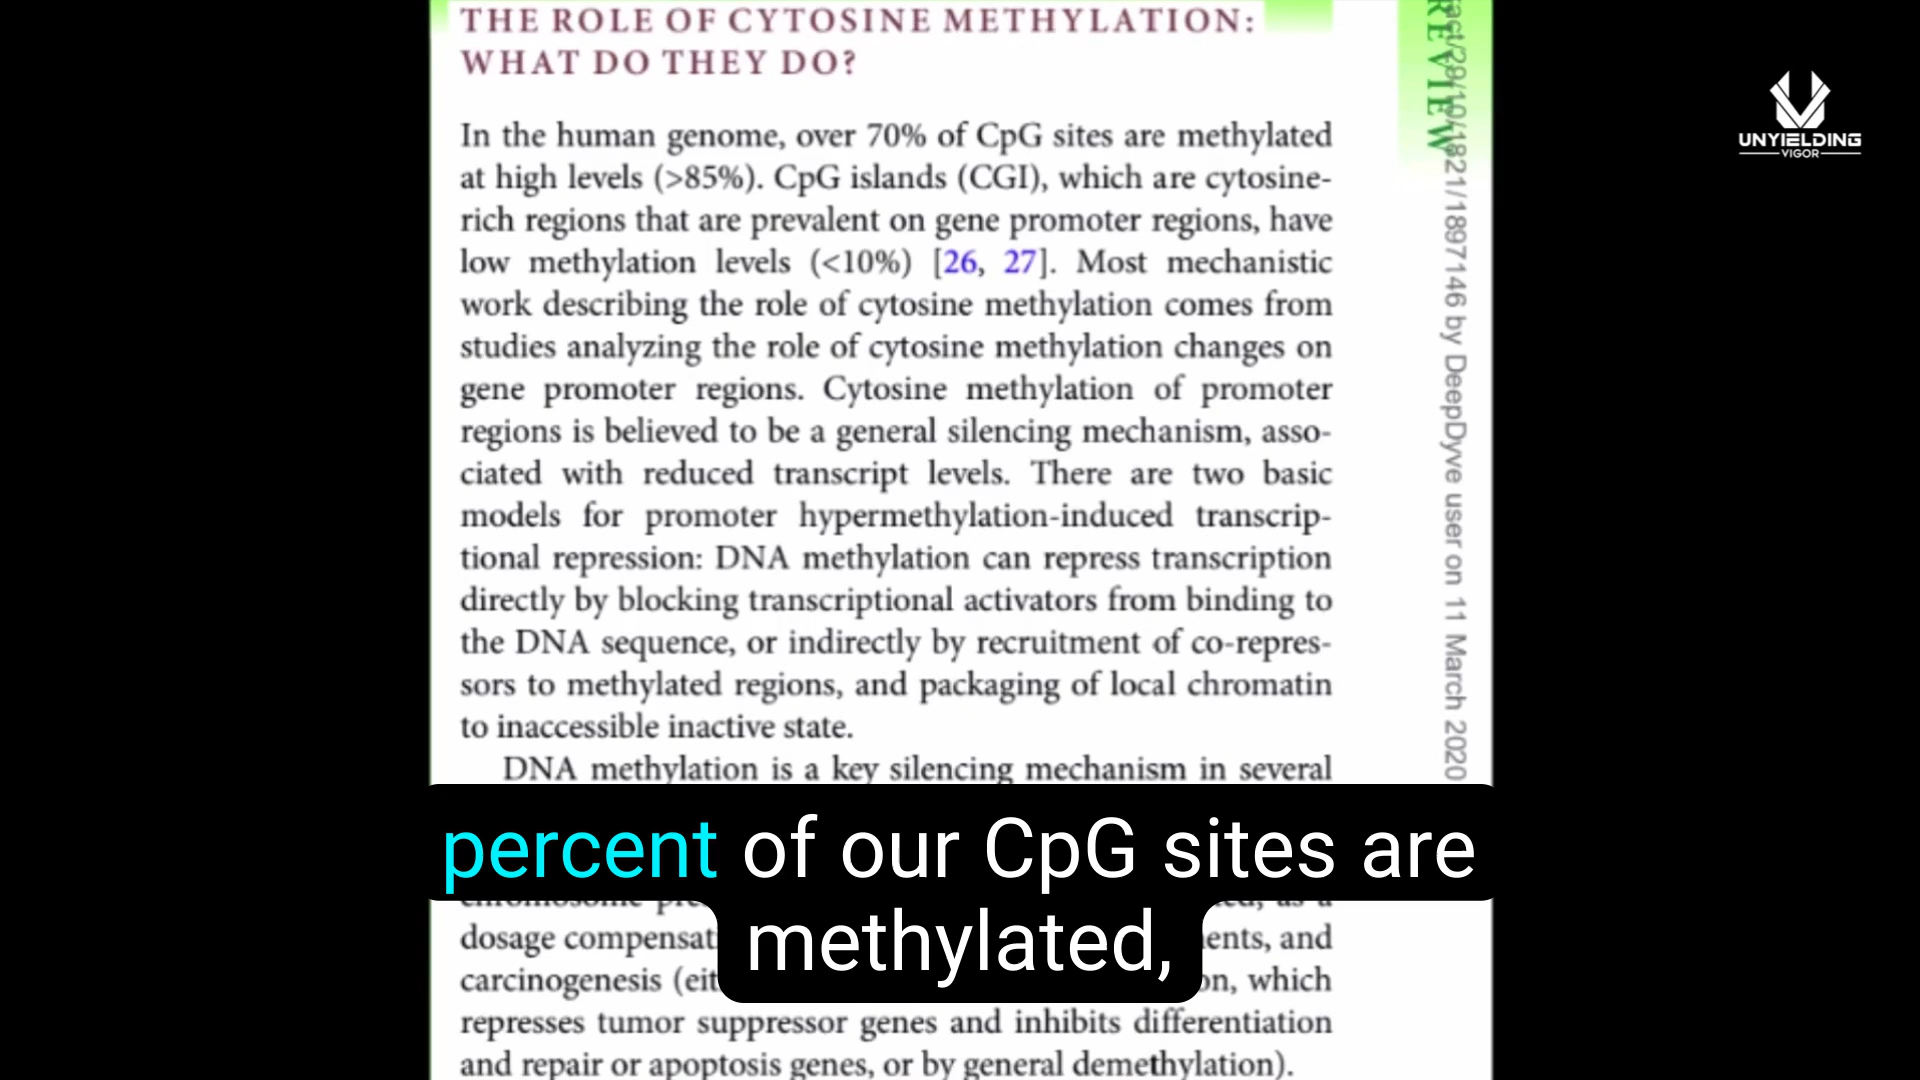 THE ROLE OF CYTOSINE METHYLATION:
WHAT DO THEY DO?
In the human genome, over 70% of CpG sites are methylated
at high levels (>85%). CpG islands (CGI), which are cytosine-
rich regions that are prevalent on gene promoter regions, have
low methylation levels (<10%) [26, 27]. Most mechanistic
work describing the role of cytosine methylation comes from
studies analyzing the role of cytosine methylation changes on
gene promoter regions. Cytosine methylation of promoter
regions is believed to be a general silencing mechanism, asso-
ciated with reduced transcript levels. There are two basic
models for promoter hypermethylation-induced transcrip-
tional repression: DNA methylation can repress transcription
directly by blocking transcriptional activators from binding to
the DNA sequence, or indirectly by recruitment of co-repres-
sors to methylated regions, and packaging of local chromatin
to inaccessible inactive state.
DNA methylation is a key silencing mechanism in several
dosage compensat ents, and
carcinogenesis (eit on, which
represses tumor suppressor genes and inhibits differentiation
and repair or apoptosis genes, or by general demethylation).
percent of our CpG sites are
methylated,
REVIEW
act/29/10/1821/1897146 by DeepDyve user on 11 March 2020
UNYIELDING
VIGOR